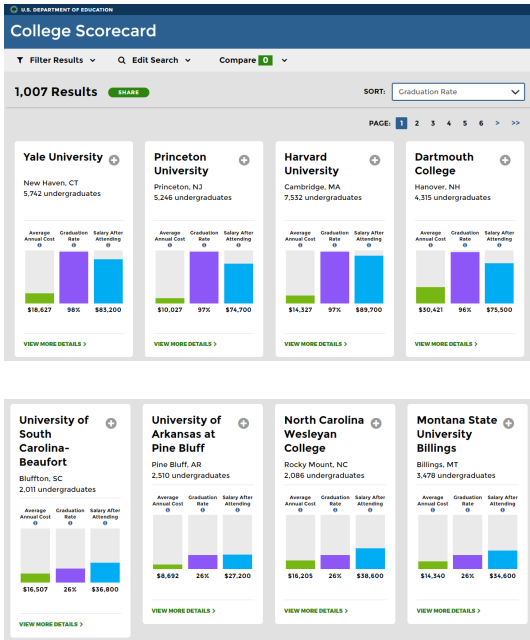 U.S. DEPARTMENT OF EDUCATION
College Scorecard
Filter Results
Edit Search
Compare 0
1,007 Results
SHARE
SORT:
Graduation Rate
PAGE: 1 2 3 4 5 6 > >>
Yale University
New Haven, CT
5,742 undergraduates
Average Annual Cost
Graduation Rate
Salary After Attending
$18,627
98%
$83,200
VIEW MORE DETAILS >
Princeton
University
Princeton, NJ
5,246 undergraduates
Average Annual Cost
Graduation Rate
Salary After Attending
$10,027
97%
$74,700
VIEW MORE DETAILS >
Harvard
University
Cambridge, MA
7,532 undergraduates
Average Annual Cost
Graduation Rate
Salary After Attending
$14,327
97%
$89,700
VIEW MORE DETAILS >
Dartmouth
College
Hanover, NH
4,315 undergraduates
Average Annual Cost
Graduation Rate
Salary After Attending
$30,421
96%
$75,500
VIEW MORE DETAILS >
University of
South
Carolina-
Beaufort
Bluffton, SC
2,011 undergraduates
Average Annual Cost
Graduation Rate
Salary After Attending
$16,507
26%
$36,800
VIEW MORE DETAILS >
University of
Arkansas at
Pine Bluff
Pine Bluff, AR
2,510 undergraduates
Average Annual Cost
Graduation Rate
Salary After Attending
$8,692
26%
$27,200
VIEW MORE DETAILS >
North Carolina
Wesleyan
College
Rocky Mount, NC
2,086 undergraduates
Average Annual Cost
Graduation Rate
Salary After Attending
$16,205
26%
$38,600
VIEW MORE DETAILS >
Montana State
University
Billings
Billings, MT
3,478 undergraduates
Average Annual Cost
Graduation Rate
Salary After Attending
$14,340
26%
$34,600
VIEW MORE DETAILS >